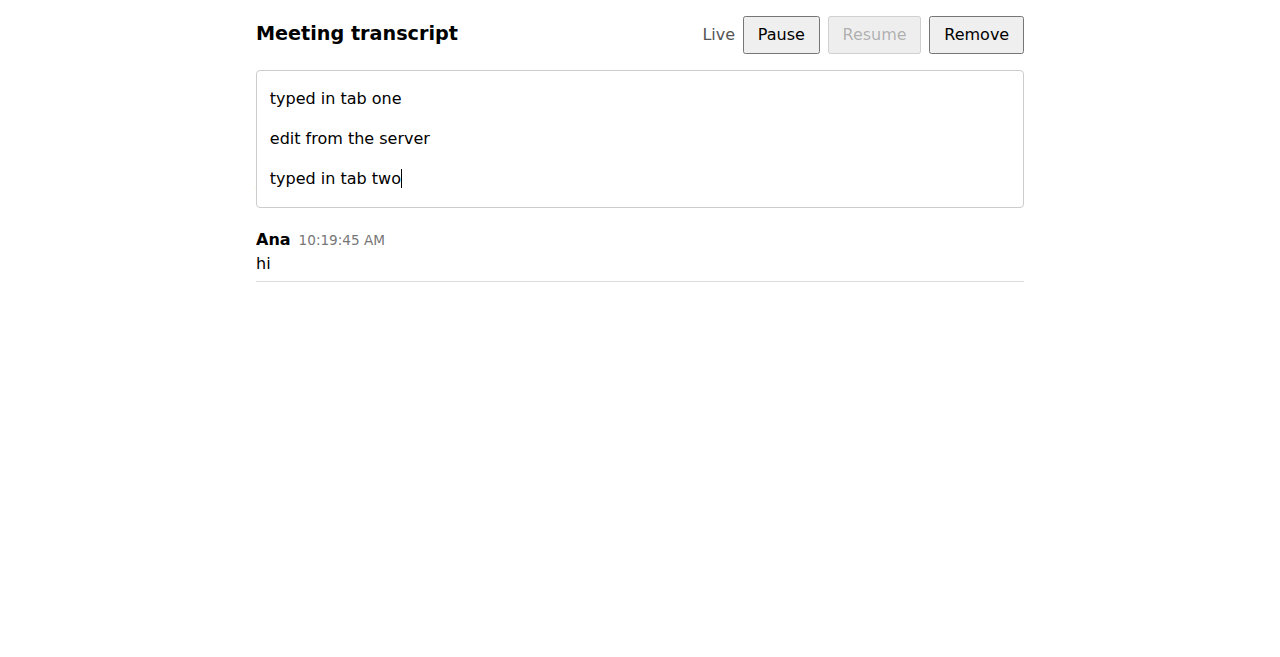 Meeting transcript
Live Pause Resume Remove
typed in tab one
edit from the server
typed in tab two
Ana 10:19:45 AM
hi